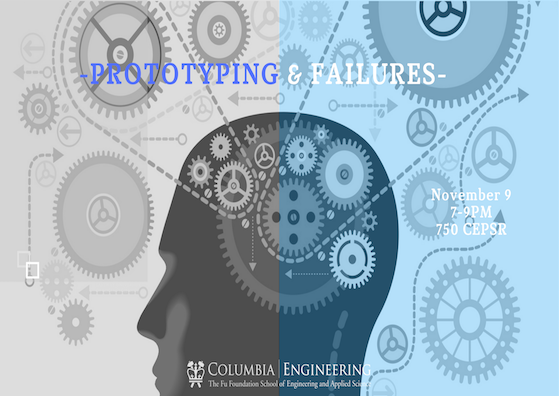 -PROTOTYPING & FAILURES-
November 9
7-9PM
750 CEPSR
COLUMBIA | ENGINEERING
The Fu Foundation School of Engineering and Applied Science